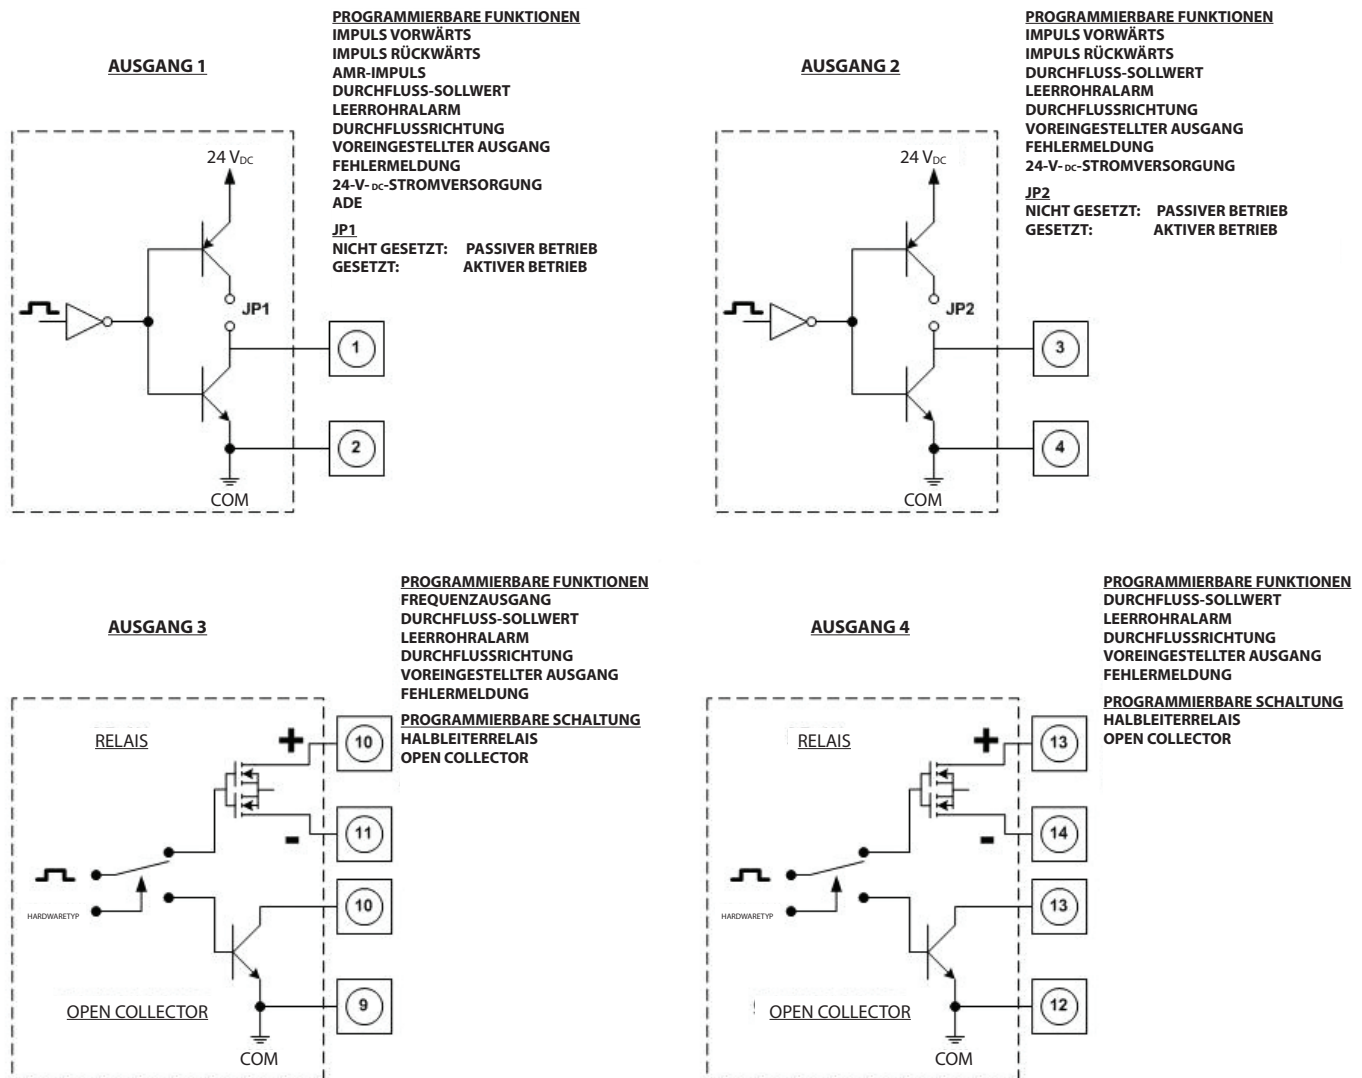 AUSGANG 1
PROGRAMMIERBARE FUNKTIONEN
IMPULS VORWÄRTS
IMPULS RÜCKWÄRTS
AMR-IMPULS
DURCHFLUSS-SOLLWERT
LEERROHRALARM
DURCHFLUSSRICHTUNG
VOREINGESTELLTER AUSGANG
FEHLERMELDUNG
24-V-DC-STROMVERSORGUNG
ADE
JP1
NICHT GESETZT: PASSIVER BETRIEB
GESETZT: AKTIVER BETRIEB
24 VDC
JP1
1
2
COM
AUSGANG 2
PROGRAMMIERBARE FUNKTIONEN
IMPULS VORWÄRTS
IMPULS RÜCKWÄRTS
DURCHFLUSS-SOLLWERT
LEERROHRALARM
DURCHFLUSSRICHTUNG
VOREINGESTELLTER AUSGANG
FEHLERMELDUNG
24-V-DC-STROMVERSORGUNG
JP2
NICHT GESETZT: PASSIVER BETRIEB
GESETZT: AKTIVER BETRIEB
24 VDC
JP2
3
4
COM
AUSGANG 3
PROGRAMMIERBARE FUNKTIONEN
FREQUENZAUSGANG
DURCHFLUSS-SOLLWERT
LEERROHRALARM
DURCHFLUSSRICHTUNG
VOREINGESTELLTER AUSGANG
FEHLERMELDUNG
PROGRAMMIERBARE SCHALTUNG
HALBLEITERRELAIS
OPEN COLLECTOR
RELAIS
+
10
11
-
10
HARDWARETYP
OPEN COLLECTOR
9
COM
AUSGANG 4
PROGRAMMIERBARE FUNKTIONEN
DURCHFLUSS-SOLLWERT
LEERROHRALARM
DURCHFLUSSRICHTUNG
VOREINGESTELLTER AUSGANG
FEHLERMELDUNG
PROGRAMMIERBARE SCHALTUNG
HALBLEITERRELAIS
OPEN COLLECTOR
RELAIS
+
13
14
-
13
HARDWARETYP
OPEN COLLECTOR
12
COM